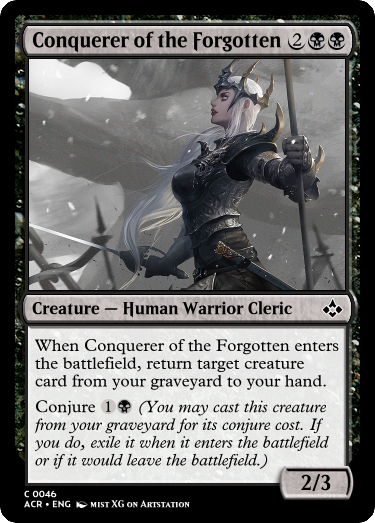 Conquerer of the Forgotten 2
Creature — Human Warrior Cleric
When Conquerer of the Forgotten enters
the battlefield, return target creature
card from your graveyard to your hand.
Conjure 1 (You may cast this creature
from your graveyard for its conjure cost. If
you do, exile it when it enters the battlefield
or if it would leave the battlefield.)
2/3
C 0046
ACR • ENG MIST XG ON ARTSTATION